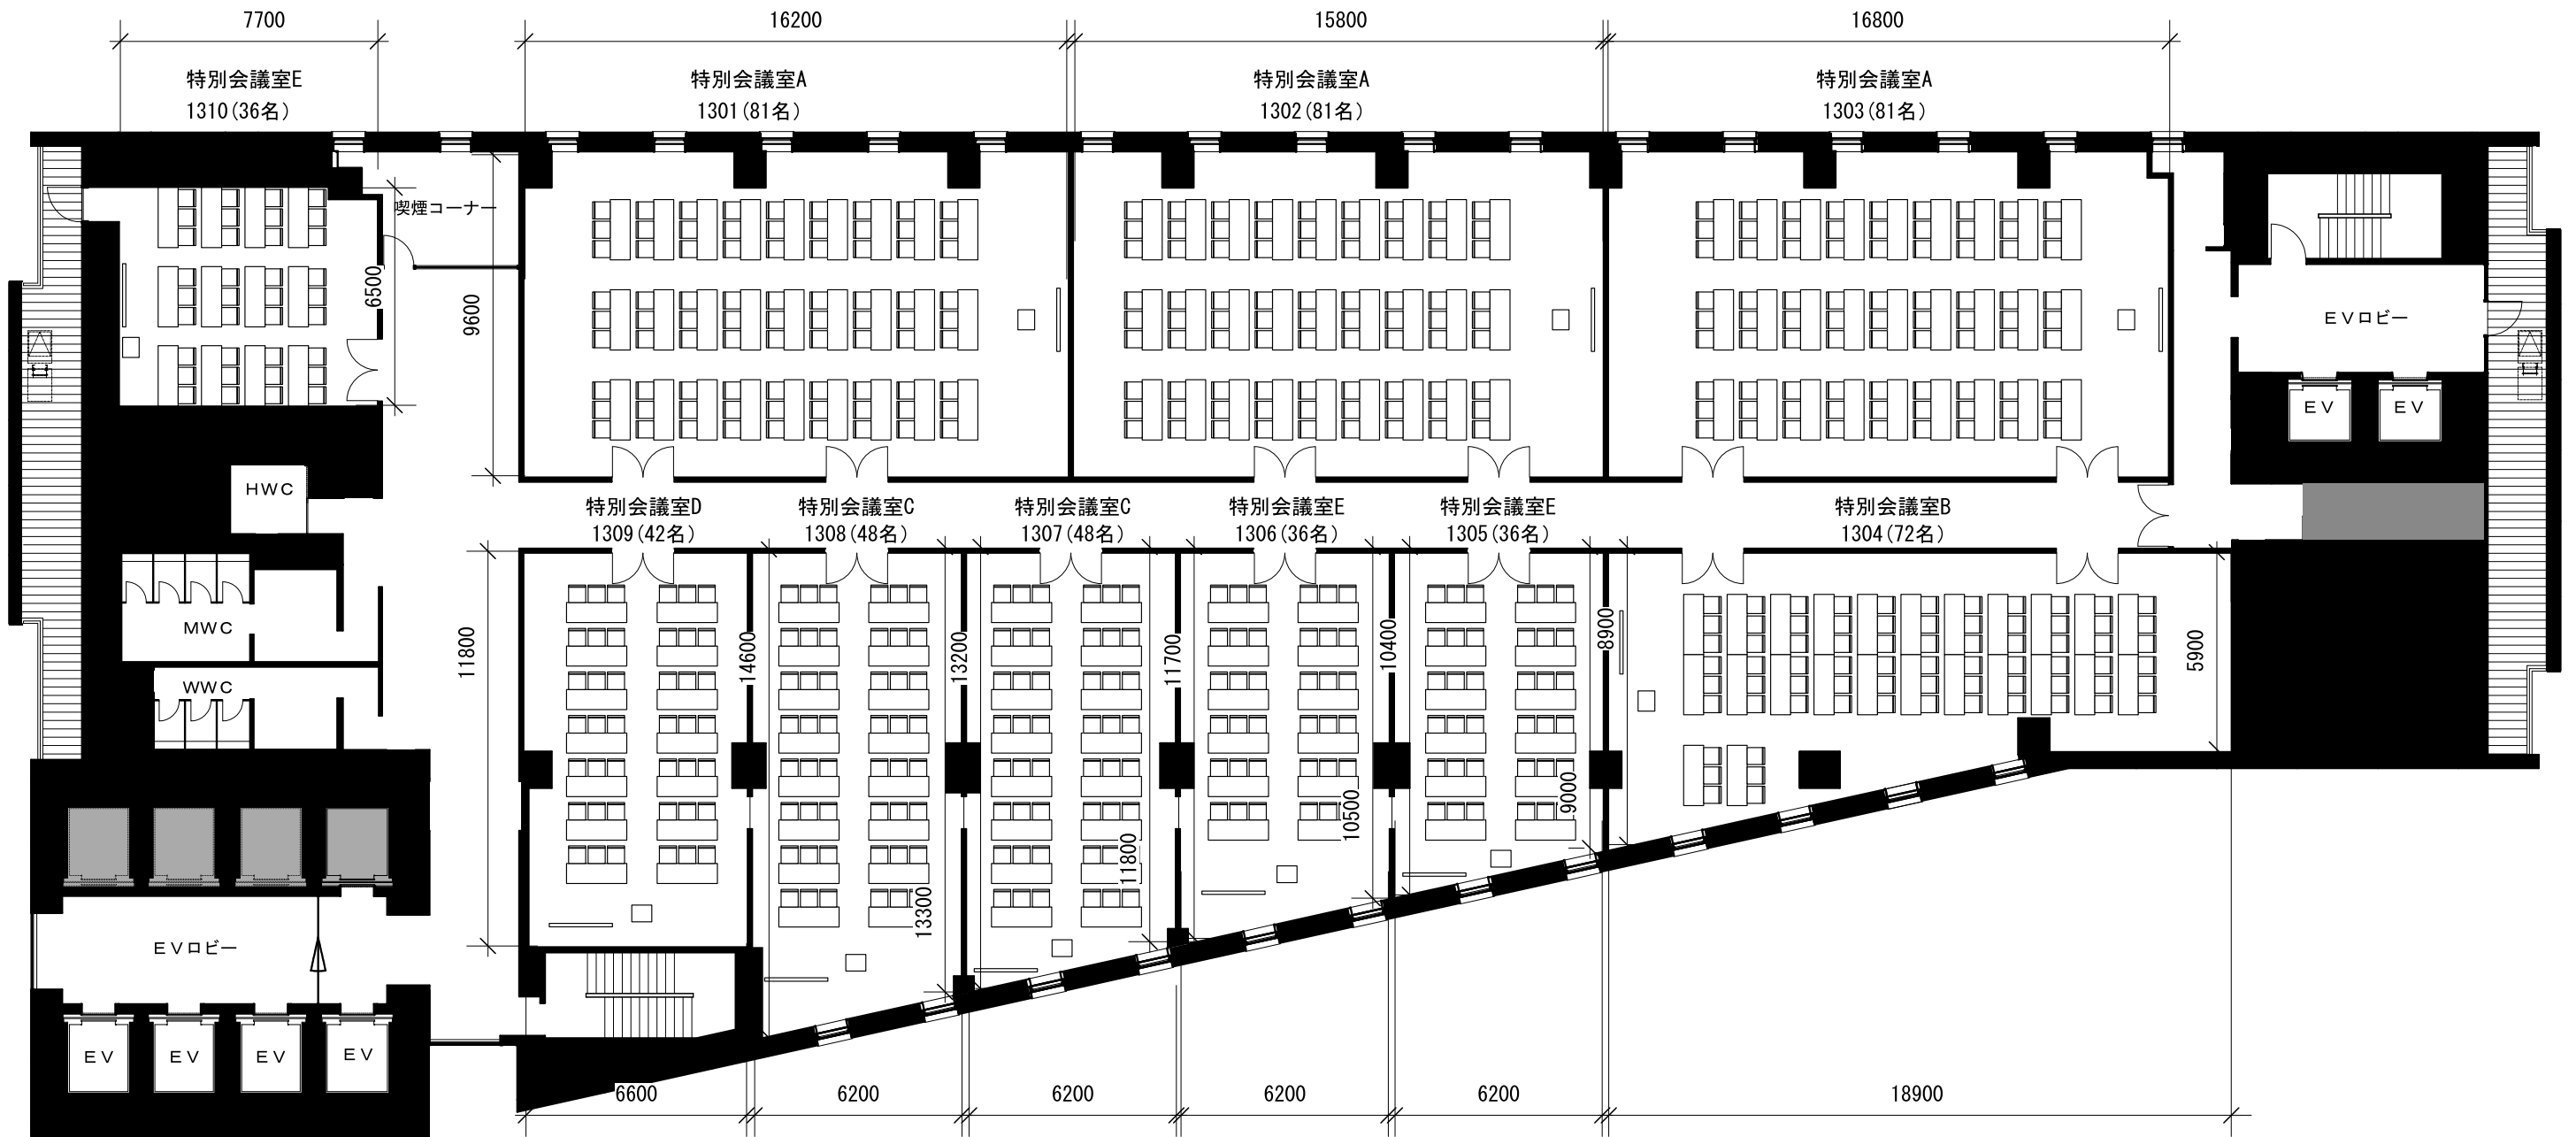 7700
16200
15800
16800
特別会議室E
1310(36名)
特別会議室A
1301(81名)
特別会議室A
1302(81名)
特別会議室A
1303(81名)
喫煙コーナー
6500
9600
EVロビー
EV
EV
HWC
特別会議室D
1309(42名)
特別会議室C
1308(48名)
特別会議室C
1307(48名)
特別会議室E
1306(36名)
特別会議室E
1305(36名)
特別会議室B
1304(72名)
MWC
WWC
11800
14600
13200
11700
10400
8900
5900
13300
11800
10500
9000
EVロビー
EV
EV
EV
EV
6600
6200
6200
6200
6200
18900